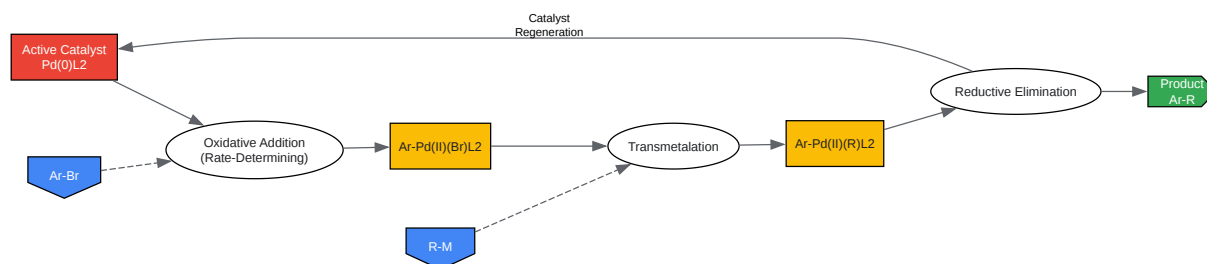 Catalyst
Regeneration
Active Catalyst
Pd(0)L2
Oxidative Addition
(Rate-Determining)
Ar-Br
Ar-Pd(II)(Br)L2
R-M
Transmetalation
Ar-Pd(II)(R)L2
Reductive Elimination
Product
Ar-R